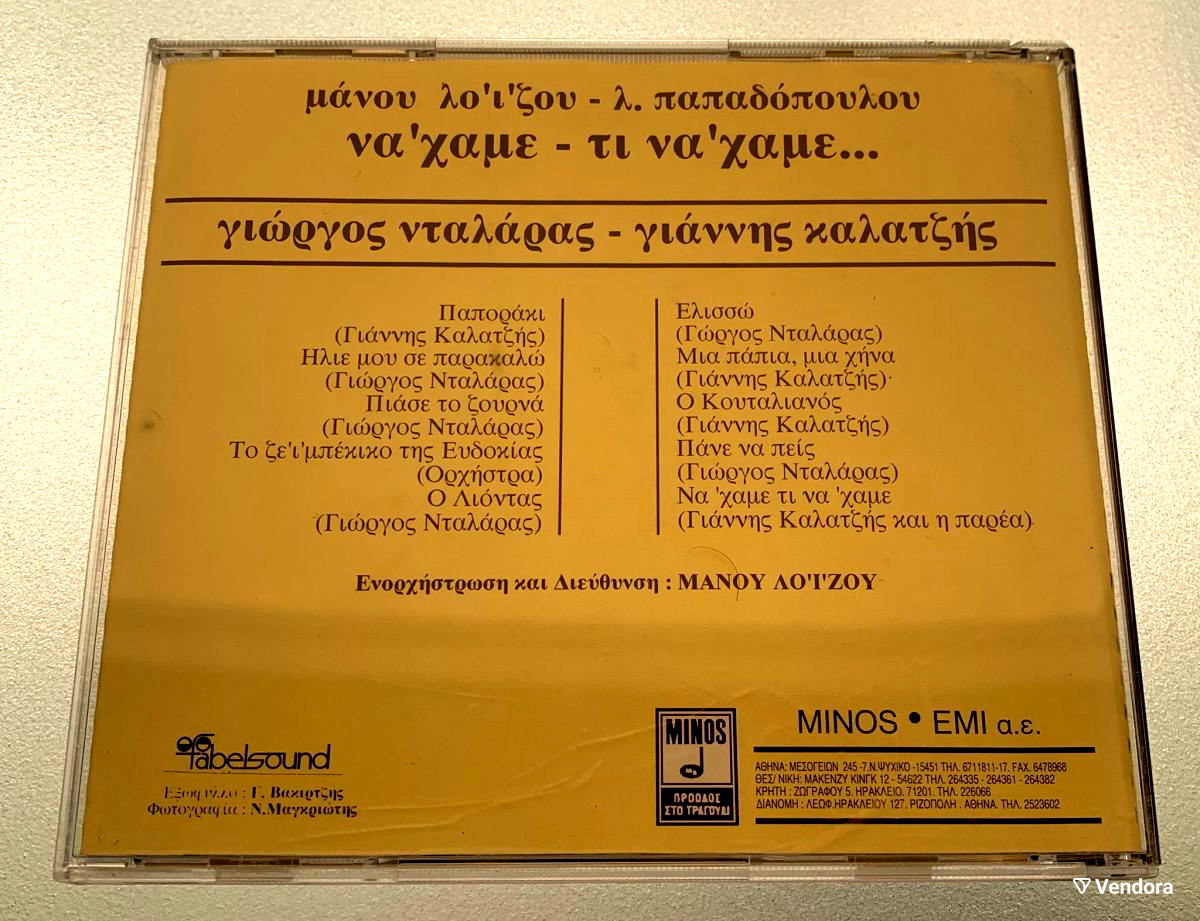 μάνου λο'ι'ζου - λ. παπαδόπουλου
να'χαμε - τι να'χαμε...
γιώργος νταλάρας - γιάννης καλατζής
Παποράκι
(Γιάννης Καλατζής)
Ηλιε μου σε παρακαλώ
(Γιώργος Νταλάρας)
Πιάσε το ζουρνά
(Γιώργος Νταλάρας)
Το ζε'ι'μπέκικο της Ευδοκίας
(Ορχήστρα)
Ο Λιόντας
(Γιώργος Νταλάρας)
Ελισσώ
(Γώργος Νταλάρας)
Μια πάπια, μια χήνα
(Γιάννης Καλατζής)
Ο Κουταλιανός
(Γιάννης Καλατζής)
Πάνε να πείς
(Γιώργος Νταλάρας)
Να 'χαμε τι να 'χαμε
(Γιάννης Καλατζής και η παρέα)
Ενορχήστρωση και Διεύθυνση : ΜΑΝΟΥ ΛΟ'Ι'ΖΟΥ
fabelsound
Εξωφυλλο : Γ. Βακιρτζης
Φωτογραφια : Ν.Μαγκριώτης
MINOS
ΠΡΟΟΔΟΣ
ΣΤΟ ΤΡΑΓΟΥΔΙ
MINOS • EMI α.ε.
ΑΘΗΝΑ: ΜΕΣΟΓΕΙΩΝ 245 -7.Ν.ΨΥΧΙΚΟ -15451 ΤΗΛ. 6711811-17. FAX. 6478968
ΘΕΣ/ ΝΙΚΗ: ΜΑΚΕΝΖΥ ΚΙΝΓΚ 12 - 54622 ΤΗΛ. 264335 - 264361 - 264382
ΚΡΗΤΗ : ΖΩΓΡΑΦΟΥ 5. ΗΡΑΚΛΕΙΟ. 71201. ΤΗΛ. 226066
ΔΙΑΝΟΜΗ : ΛΕΩΦ.ΗΡΑΚΛΕΙΟΥ 127. ΡΙΖΟΠΟΛΗ . ΑΘΗΝΑ. ΤΗΛ. 2523602
Vendora